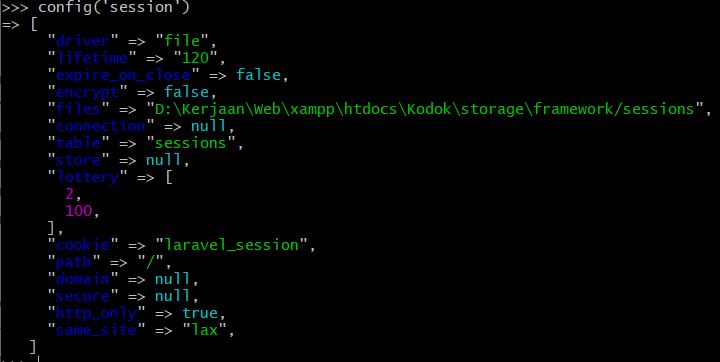 >>> config('session')
=> [
"driver" => "file",
"lifetime" => "120",
"expire_on_close" => false,
"encrypt" => false,
"files" => "D:\Kerjaan\Web\xampp\htdocs\Kodok\storage\framework/sessions",
"connection" => null,
"table" => "sessions",
"store" => null,
"lottery" => [
2,
100,
],
"cookie" => "laravel_session",
"path" => "/",
"domain" => null,
"secure" => null,
"http_only" => true,
"same_site" => "lax",
]
>>>